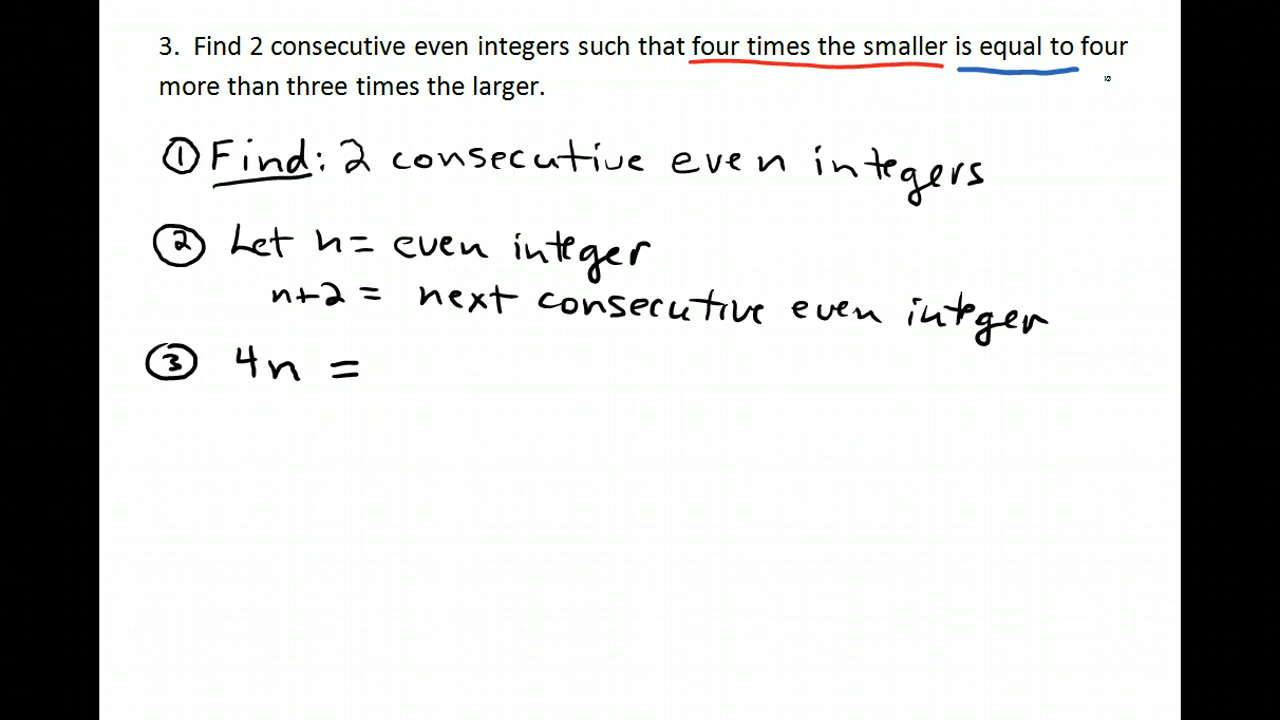 3. Find 2 consecutive even integers such that four times the smaller is equal to four
more than three times the larger.
① Find: 2 consecutive even integers
② Let n = even integer
n+2 = next consecutive even integer
③ 4n =